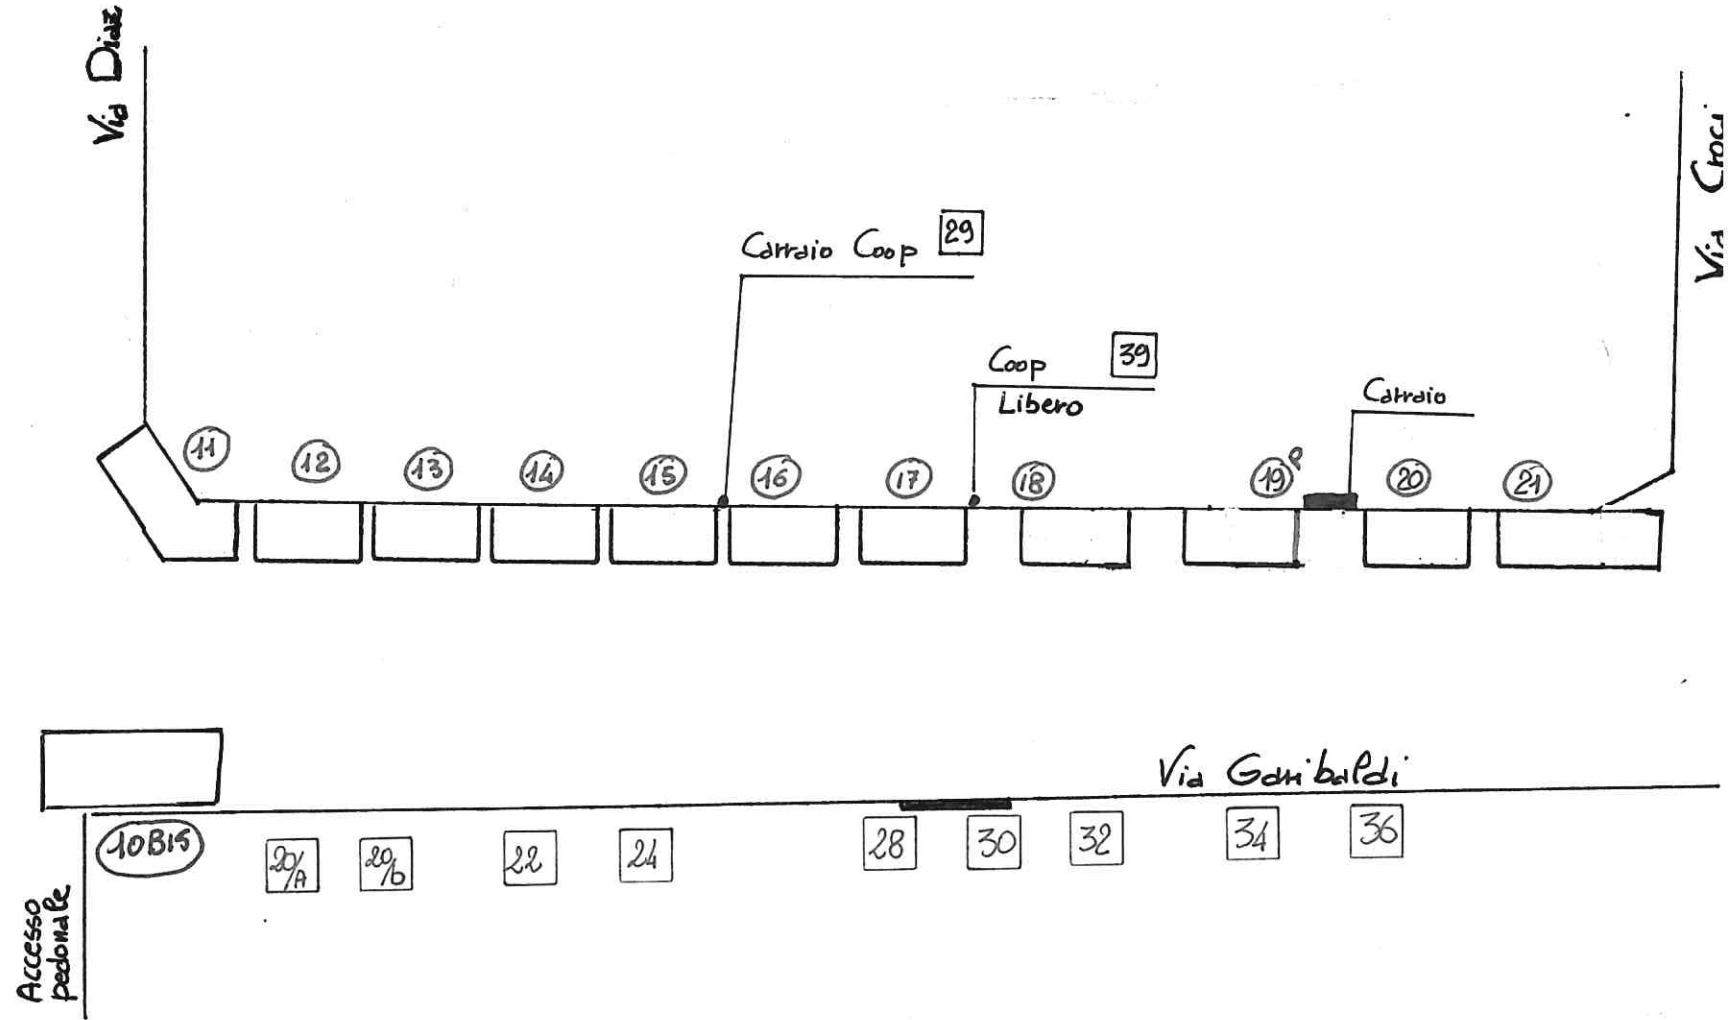 Via Diaz
Via Croci
Carraio Coop 29
Coop 39
Libero
Carraio
11 12 13 14 15 16 17 18 19 P 20 21
Via Garibaldi
10BIS 20/A 20/b 22 24 28 30 32 34 36
Accesso
pedonale